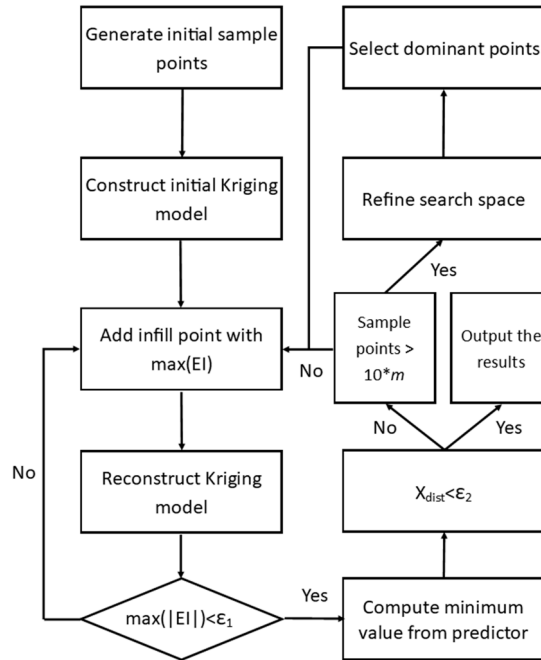 Generate initial sample
points
Construct initial Kriging
model
Add infill point with
max(EI)
Reconstruct Kriging
model
max(|EI|)<ε1
No
Yes
Compute minimum
value from predictor
Xdist<ε2
No
Yes
Sample
points >
10*m
Output the
results
No
Yes
Refine search space
Select dominant points